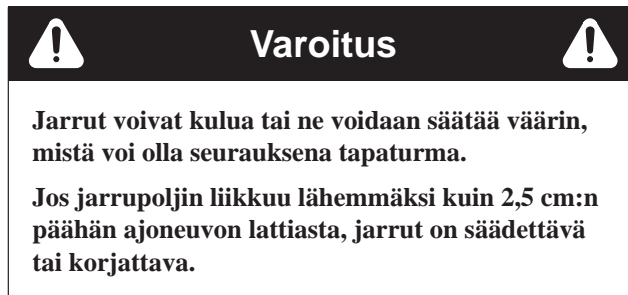 Varoitus
Jarrut voivat kulua tai ne voidaan säätää väärin,
mistä voi olla seurauksena tapaturma.
Jos jarrupoljin liikkuu lähemmäksi kuin 2,5 cm:n
päähän ajoneuvon lattiasta, jarrut on säädettävä
tai korjattava.